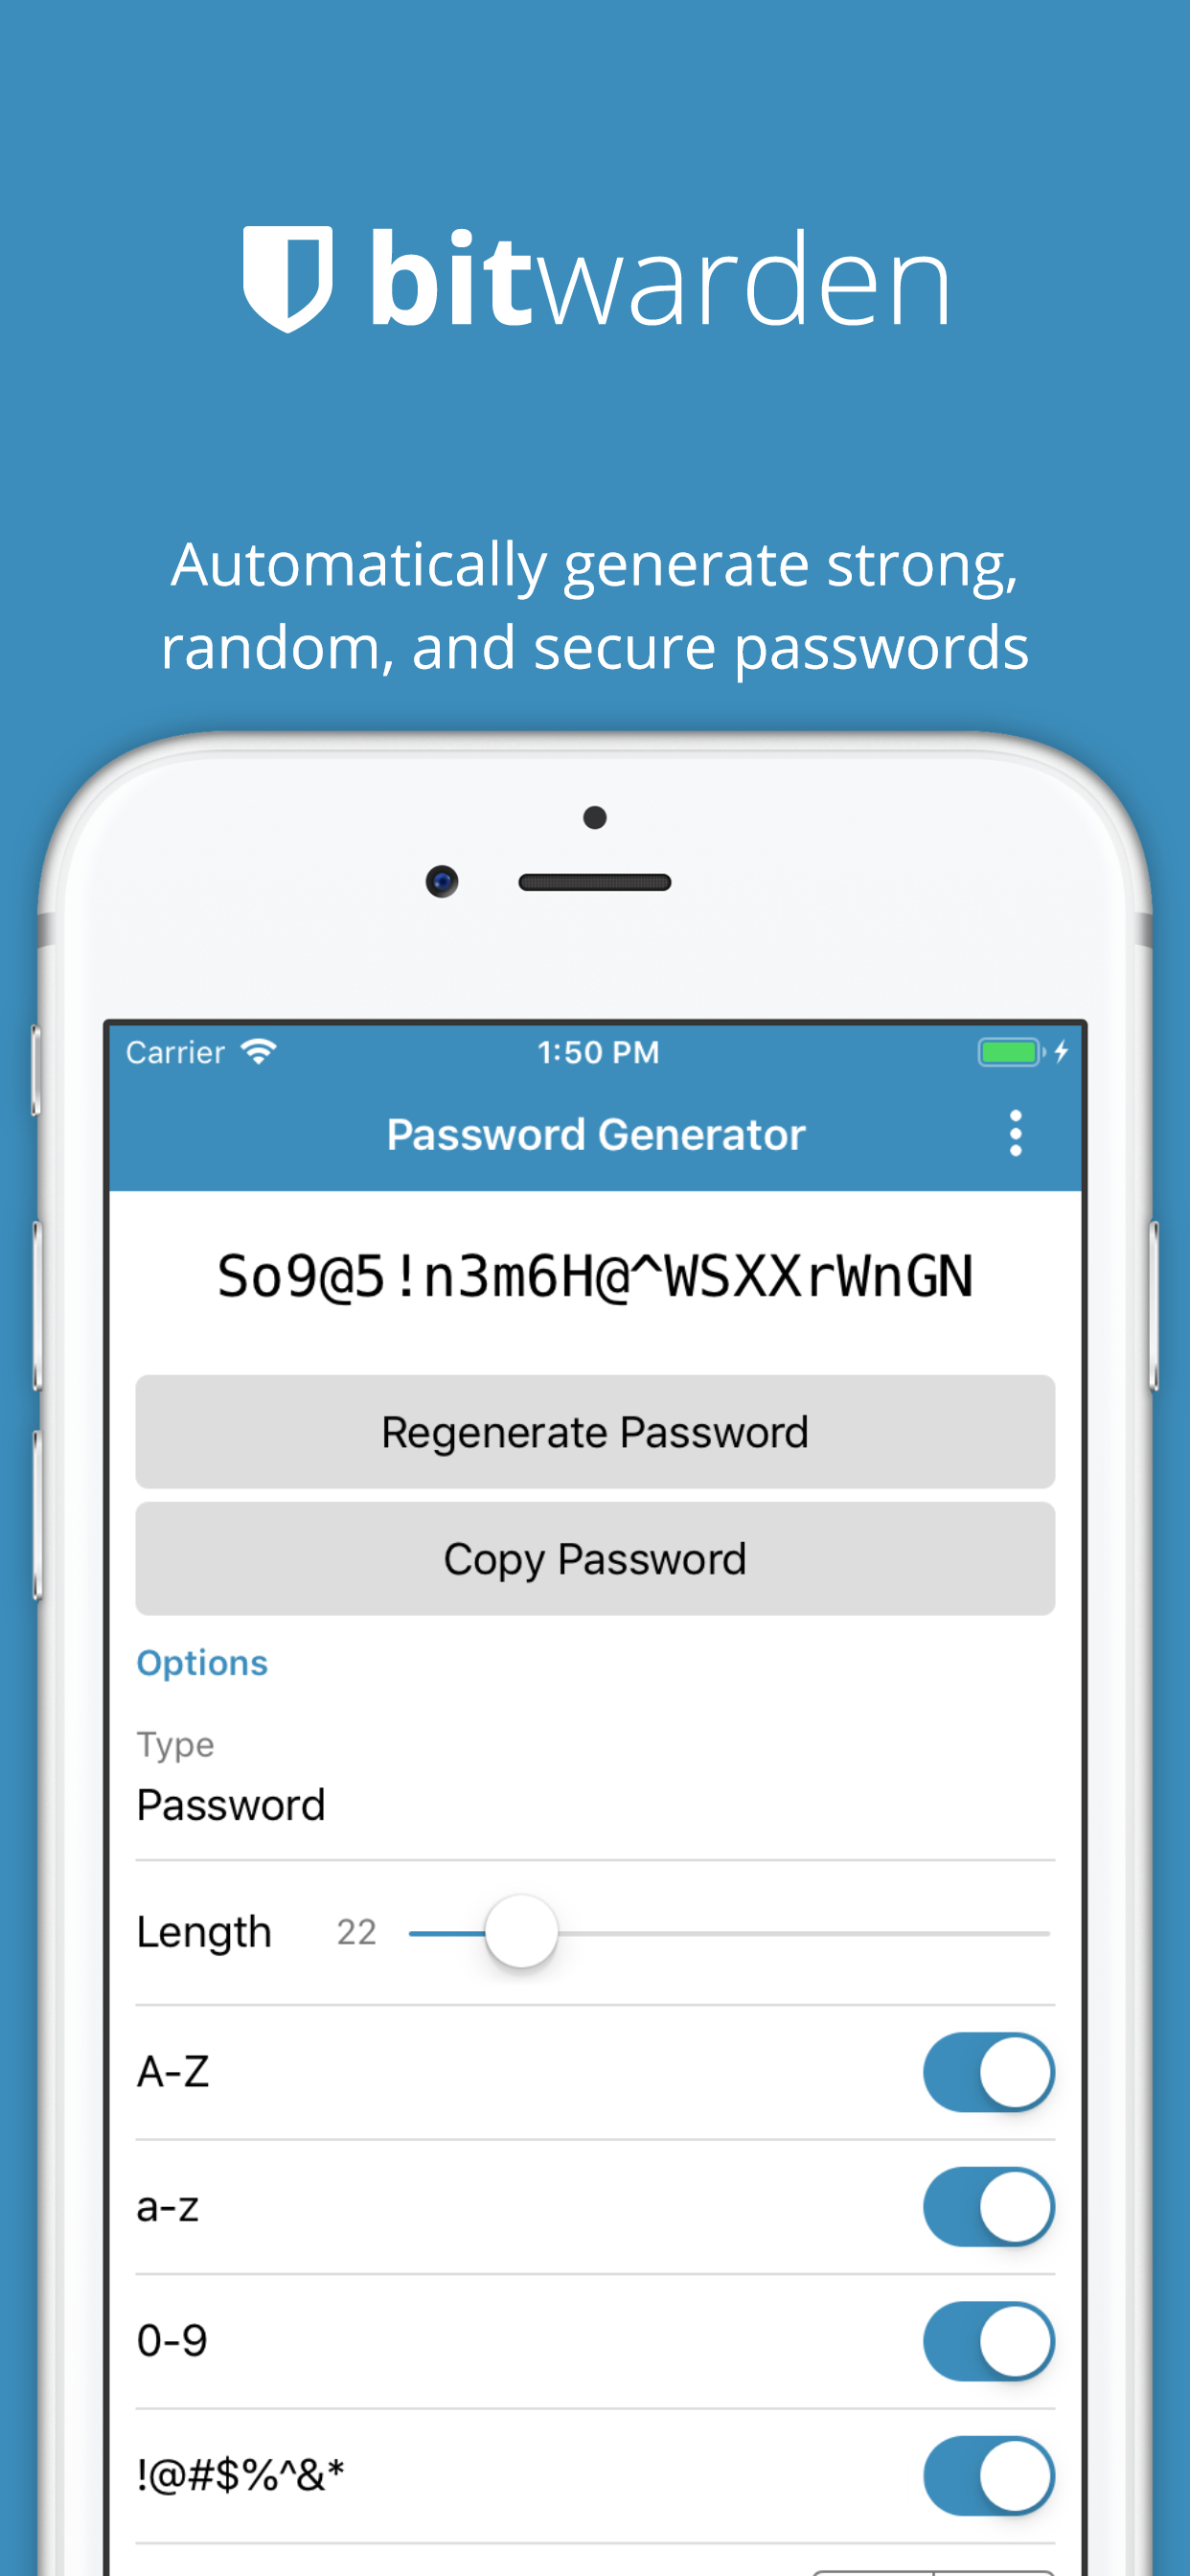 bitwarden
Automatically generate strong,
random, and secure passwords
Carrier 1:50 PM
Password Generator
So9@5!n3m6H@^WSXXrWnGN
Regenerate Password
Copy Password
Options
Type
Password
Length 22
A-Z
a-z
0-9
!@#$%^&*